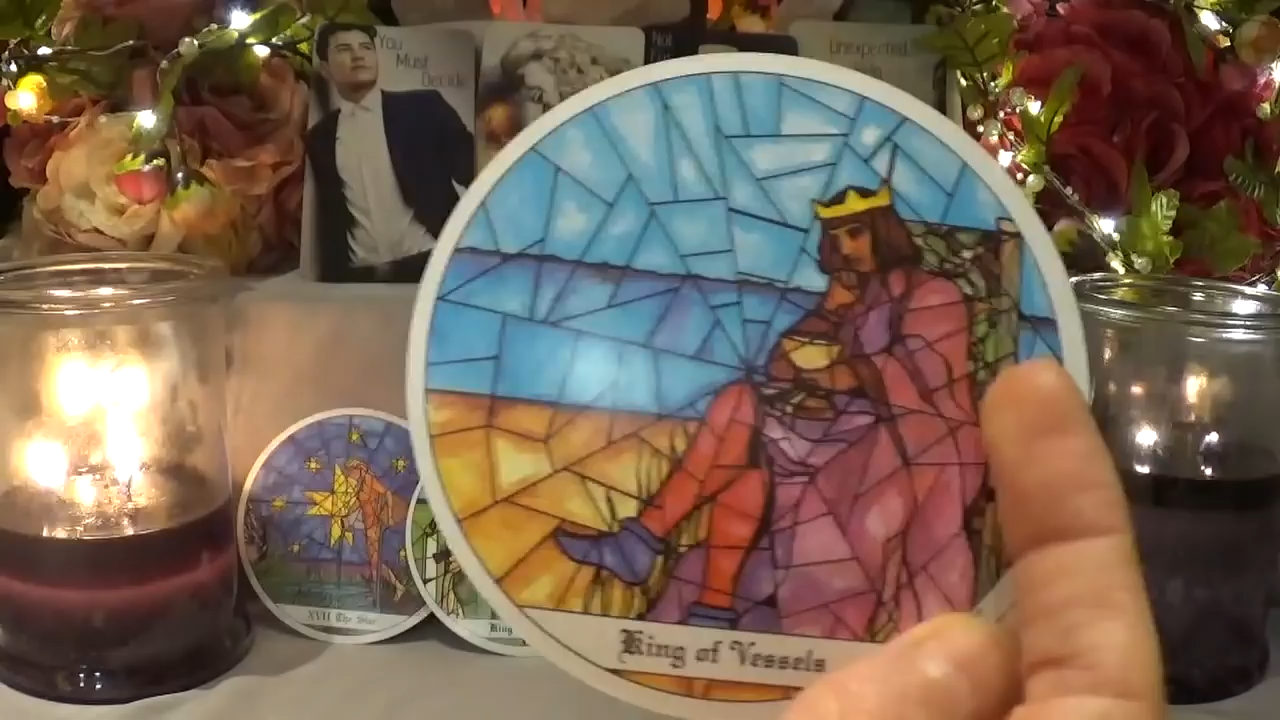 You
Must
Decide
Unexpected
XVII The Star
King
King of Vessels